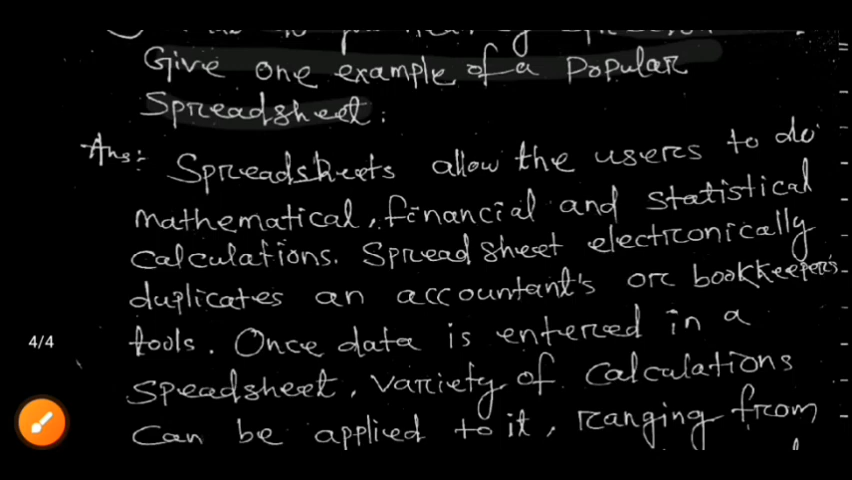 Give one example of a Popular
Spreadsheet.
Ans: Spreadsheets allow the users to do
mathematical, financial and statistical
calculations. Spread sheet electronically
duplicates an accountant's or bookkeeper's
tools. Once data is entered in a
4/4
Speadsheet, variety of calculations
can be applied to it, ranging from